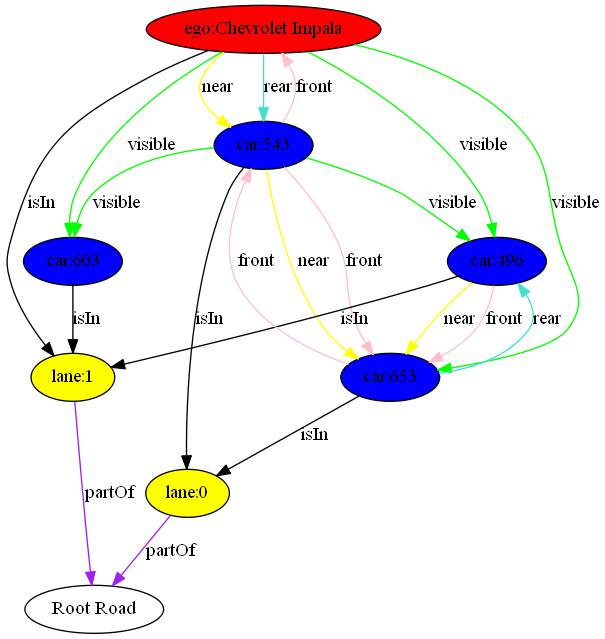 ego:Chevrolet Impala
near
rear
front
car:543
visible
visible
isIn
visible
visible
visible
car:603
front
near
front
car:496
isIn
isIn
isIn
near
front
rear
lane:1
car:653
isIn
partOf
lane:0
partOf
Root Road